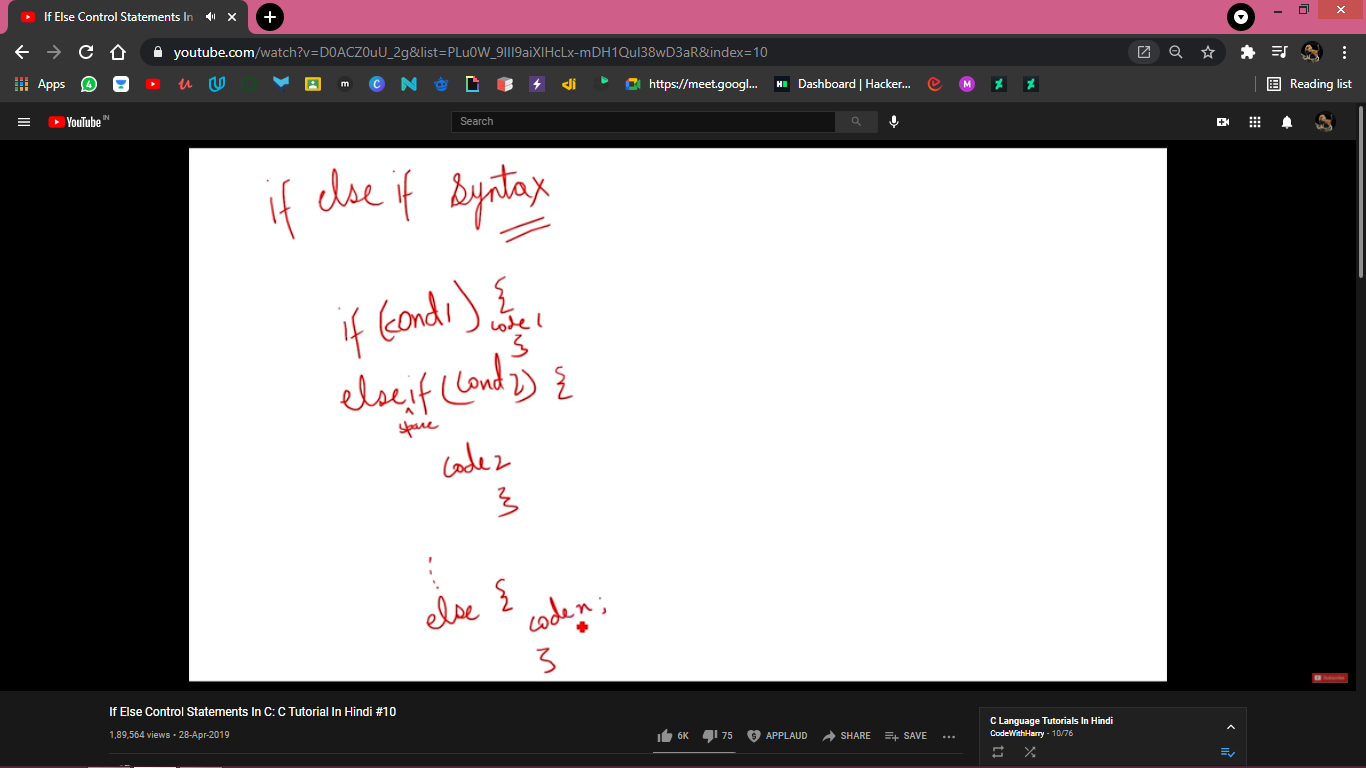 If Else Control Statements In
youtube.com/watch?v=D0ACZ0uU_2g&list=PLu0W_9lII9aiXlHcLx-mDH1Qul38wD3aR&index=10
Apps
https://meet.googl...
Dashboard | Hacker...
Reading list
YouTube IN
Search
if else if Syntax
if (cond1) {
code 1
}
else if (cond 2) {
^
space
code 2
}
else { code n ;
}
Subscribe
If Else Control Statements In C: C Tutorial In Hindi #10
1,89,564 views • 28-Apr-2019
6K 75 APPLAUD SHARE SAVE ...
C Language Tutorials In Hindi
CodeWithHarry - 10/76